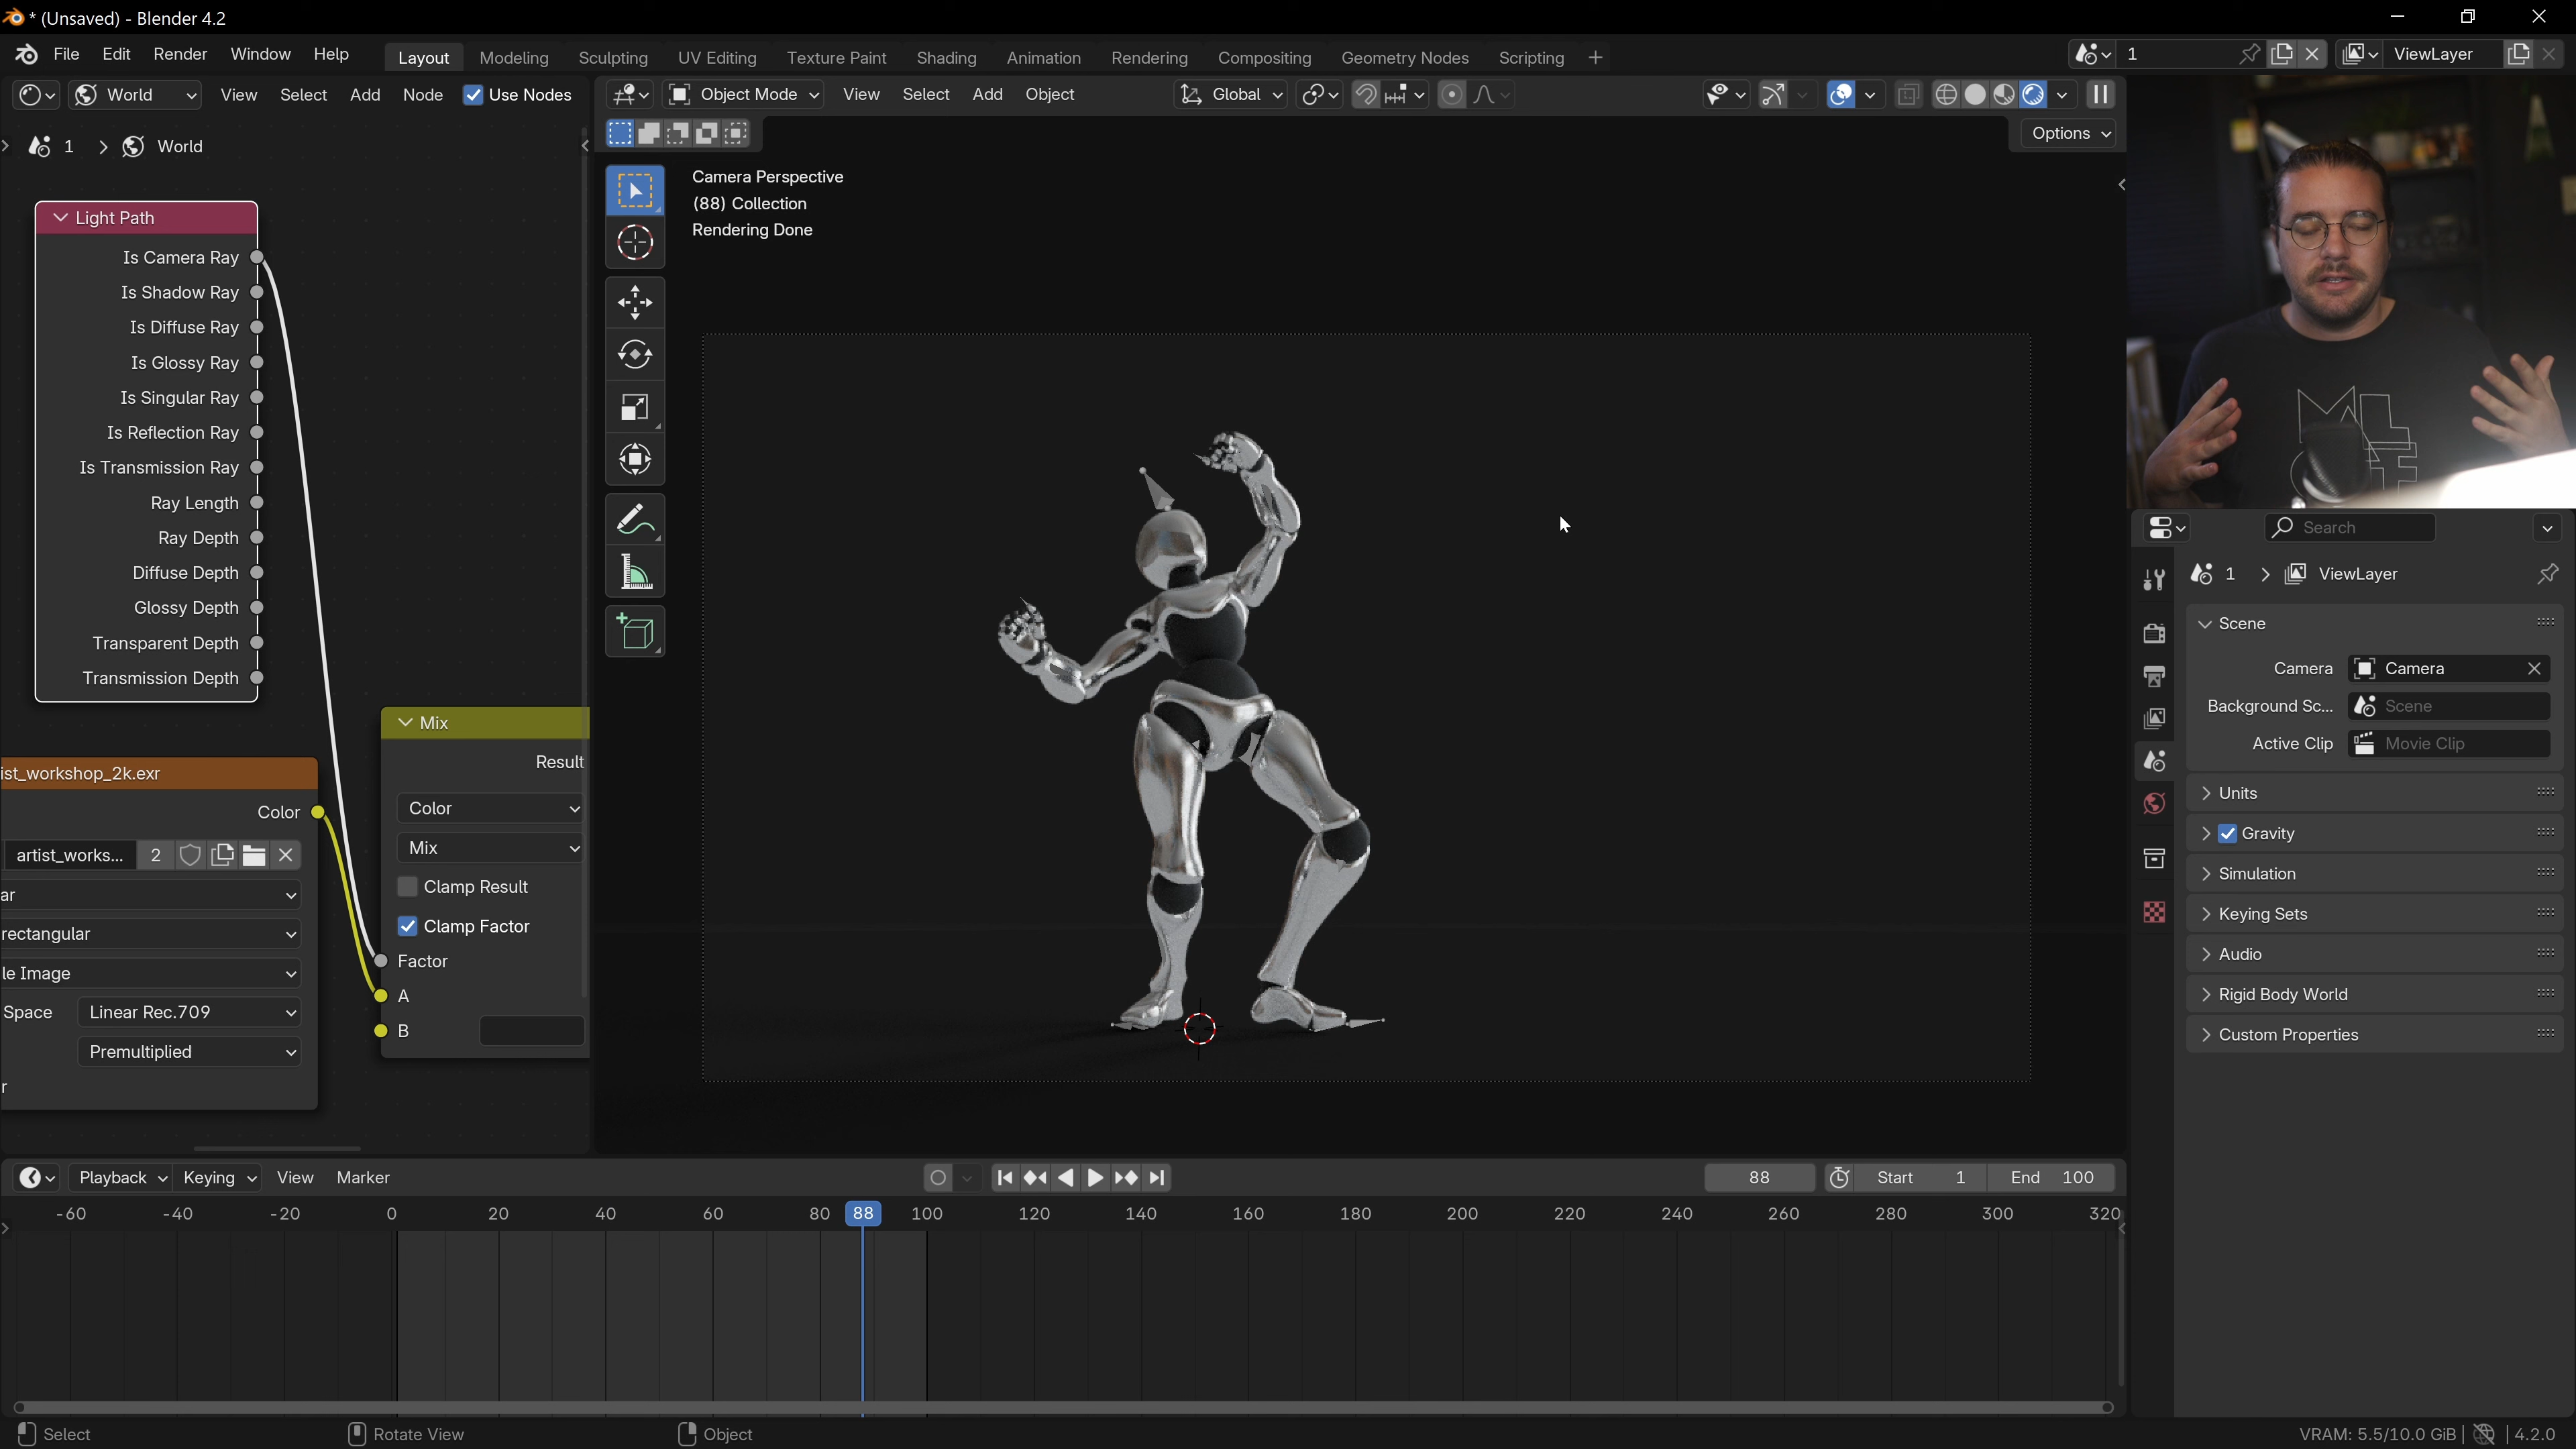 * (Unsaved) - Blender 4.2
File Edit Render Window Help
Layout Modeling Sculpting UV Editing Texture Paint Shading Animation Rendering Compositing Geometry Nodes Scripting +
1 ViewLayer
World View Select Add Node Use Nodes
Object Mode View Select Add Object Global
Options
1 > World
Light Path
Is Camera Ray
Is Shadow Ray
Is Diffuse Ray
Is Glossy Ray
Is Singular Ray
Is Reflection Ray
Is Transmission Ray
Ray Length
Ray Depth
Diffuse Depth
Glossy Depth
Transparent Depth
Transmission Depth
ist_workshop_2k.exr
Color
artist_works... 2
ar
rectangular
le Image
Space Linear Rec.709
Premultiplied
r
Mix
Result
Color
Mix
Clamp Result
Clamp Factor
Factor
A
B
Camera Perspective
(88) Collection
Rendering Done
Search
1 > ViewLayer
Scene
Camera Camera
Background Sc... Scene
Active Clip Movie Clip
Units
Gravity
Simulation
Keying Sets
Audio
Rigid Body World
Custom Properties
Playback Keying View Marker
88 Start 1 End 100
-60 -40 -20 0 20 40 60 80 88 100 120 140 160 180 200 220 240 260 280 300 320
Select Rotate View Object
VRAM: 5.5/10.0 GiB | 4.2.0